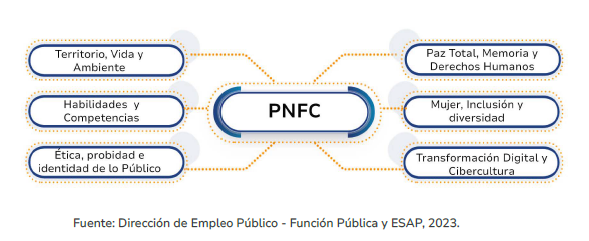 Territorio, Vida y
Ambiente
Habilidades y
Competencias
Ética, probidad e
identidad de lo Público
PNFC
Paz Total, Memoria y
Derechos Humanos
Mujer, Inclusión y
diversidad
Transformación Digital y
Cibercultura
Fuente: Dirección de Empleo Público - Función Pública y ESAP, 2023.